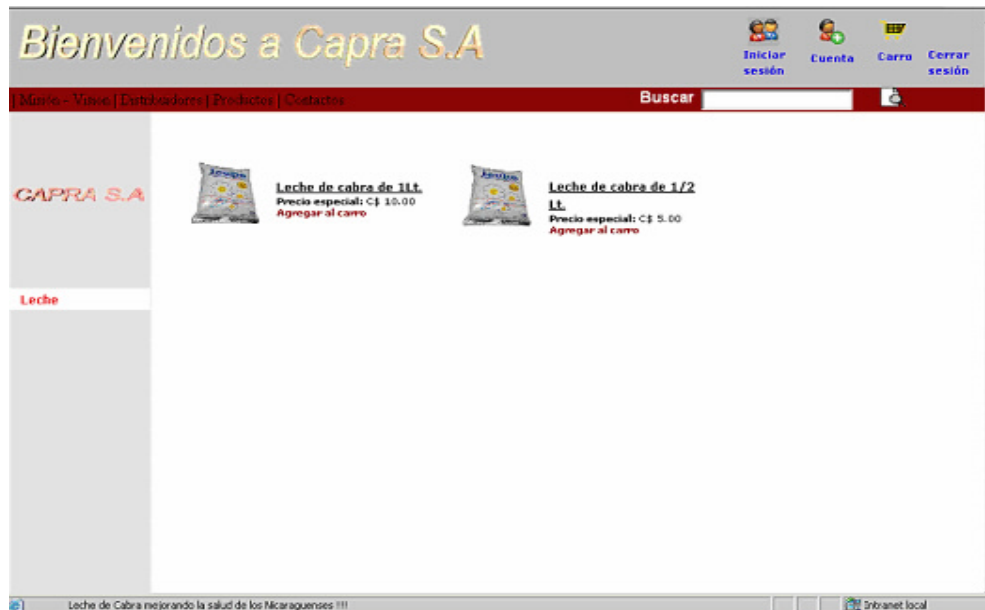 Bienvenidos a Capra S.A
Iniciar sesión
Cuenta
Carro
Cerrar sesión
| Misión - Vision | Distribuidores | Productos | Contactos
Buscar
CAPRA S.A
Leche de cabra de 1Lt.
Precio especial: C$ 10.00
Agregar al carro
Leche de cabra de 1/2
Lt.
Precio especial: C$ 5.00
Agregar al carro
Leche
Leche de Cabra mejorando la salud de los Nicaraguenses !!!
Intranet local